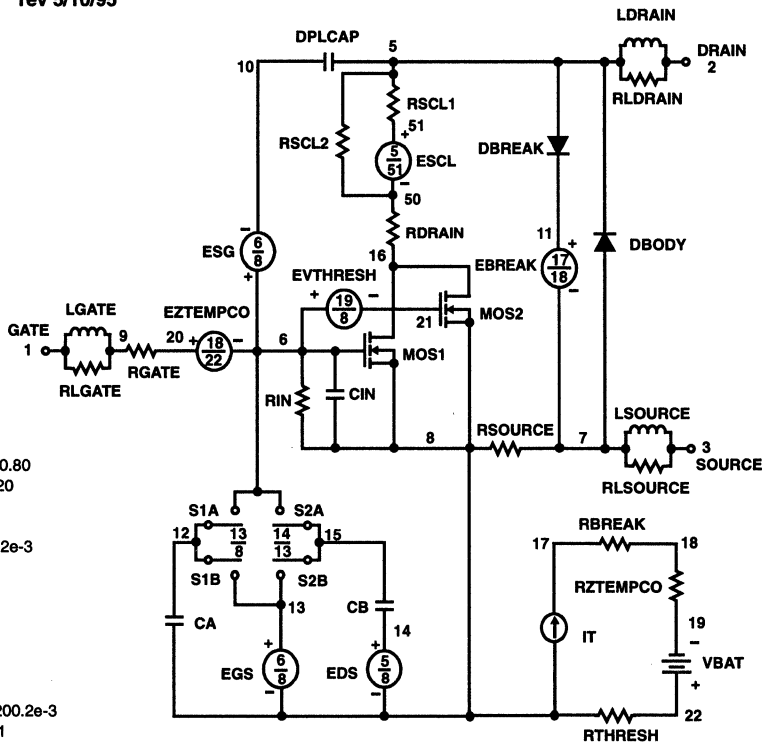 rev 5/10/95
LDRAIN
DPLCAP
5
DRAIN
10
2
RSCL1
RLDRAIN
+ 51
RSCL2
DBREAK
5
51
ESCL
−
50
−
RDRAIN
11
+
DBODY
ESG
6
8
16
EBREAK
17
18
EVTHRESH
+
+
19
8
−
−
LGATE
EZTEMPCO
MOS2
GATE
21
1
9
20
+
18
22
−
6
MOS1
RGATE
RLGATE
RIN
CIN
LSOURCE
8
RSOURCE
7
3
SOURCE
0.80
20
RLSOURCE
S1A
S2A
RBREAK
12
13
8
14
13
15
17
18
2e-3
S1B
S2B
RZTEMPCO
13
CB
CA
14
19
IT
−
+
+
VBAT
EGS
6
8
EDS
5
8
+
−
−
200.2e-3
22
1
RTHRESH